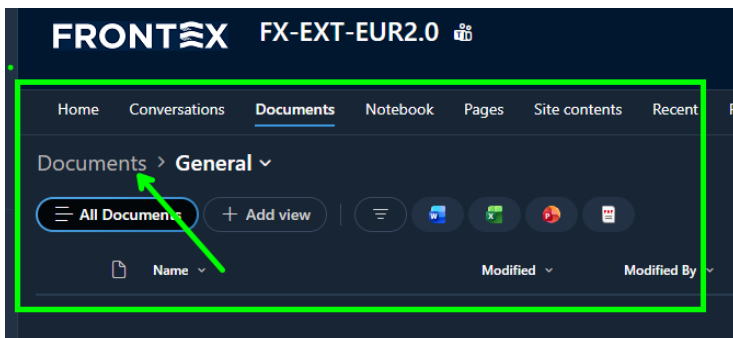 FRONTEX FX-EXT-EUR2.0
Home Conversations Documents Notebook Pages Site contents Recent
Documents > General
All Documents + Add view
Name Modified Modified By